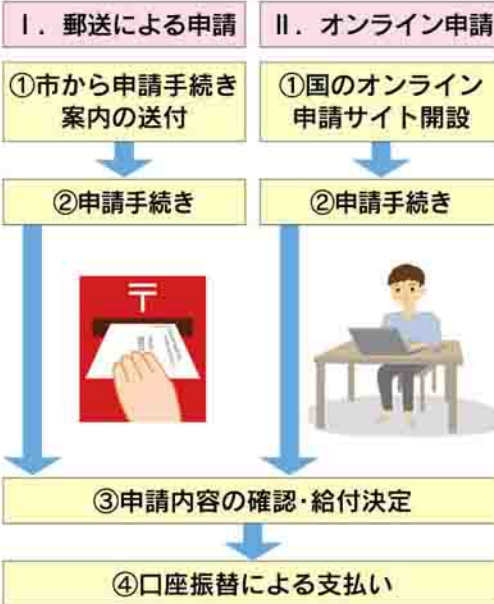 Ⅰ．郵送による申請
①市から申請手続き
案内の送付
②申請手続き
Ⅱ．オンライン申請
①国のオンライン
申請サイト開設
②申請手続き
〒
③申請内容の確認・給付決定
④口座振替による支払い